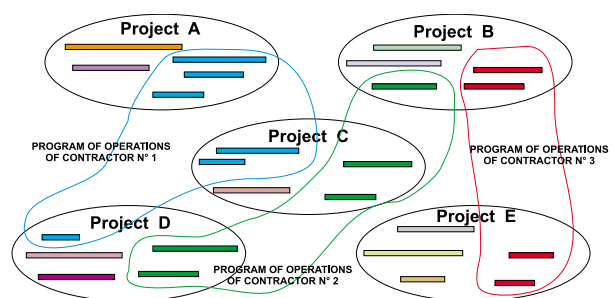 Project A
Project B
PROGRAM OF OPERATIONS
OF CONTRACTOR N° 1
Project C
PROGRAM OF OPERATIONS
OF CONTRACTOR N° 3
Project D
Project E
PROGRAM OF OPERATIONS
OF CONTRACTOR N° 2